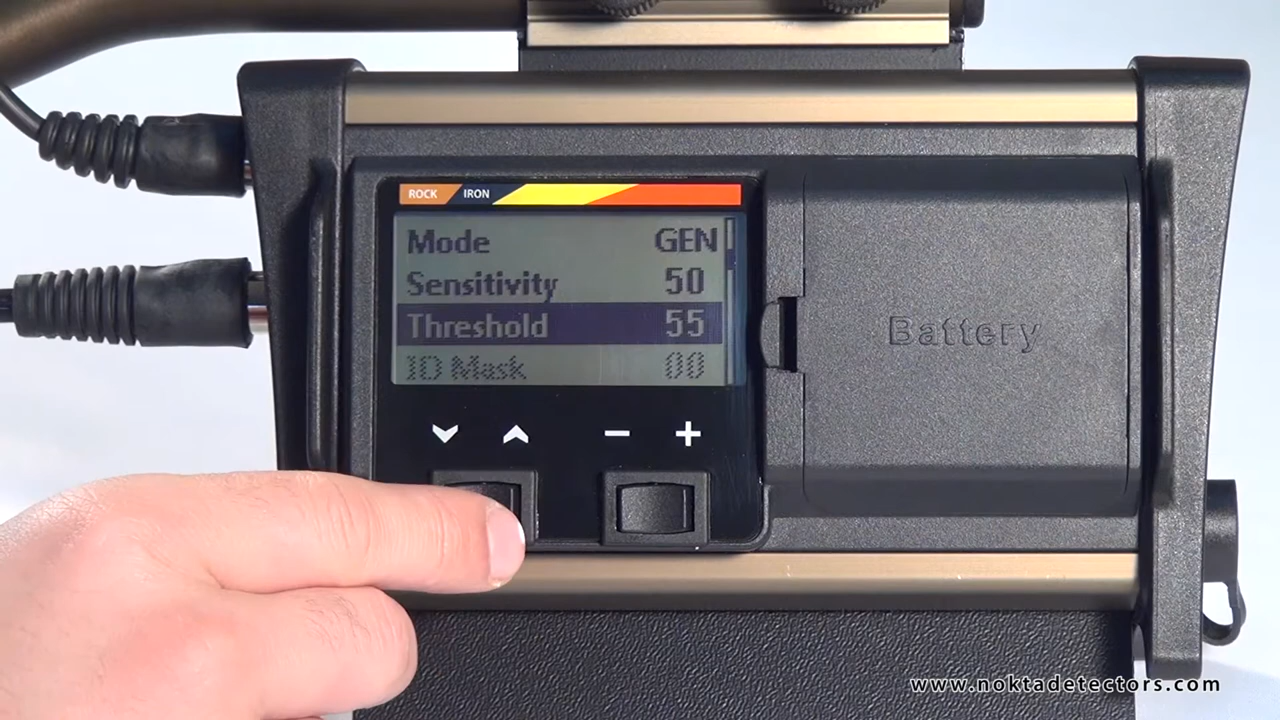 ROCK IRON
Mode GEN
Sensitivity 50
Threshold 55
ID Mask 00
Battery
www.noktadetectors.com